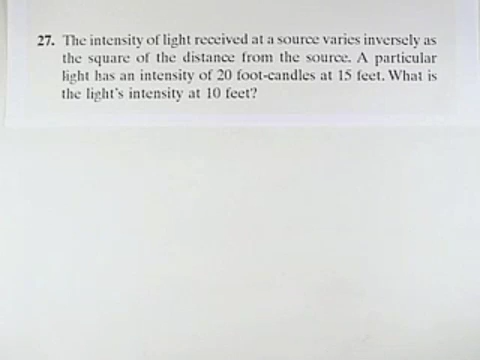 27. The intensity of light received at a source varies inversely as
the square of the distance from the source. A particular
light has an intensity of 20 foot-candles at 15 feet. What is
the light's intensity at 10 feet?